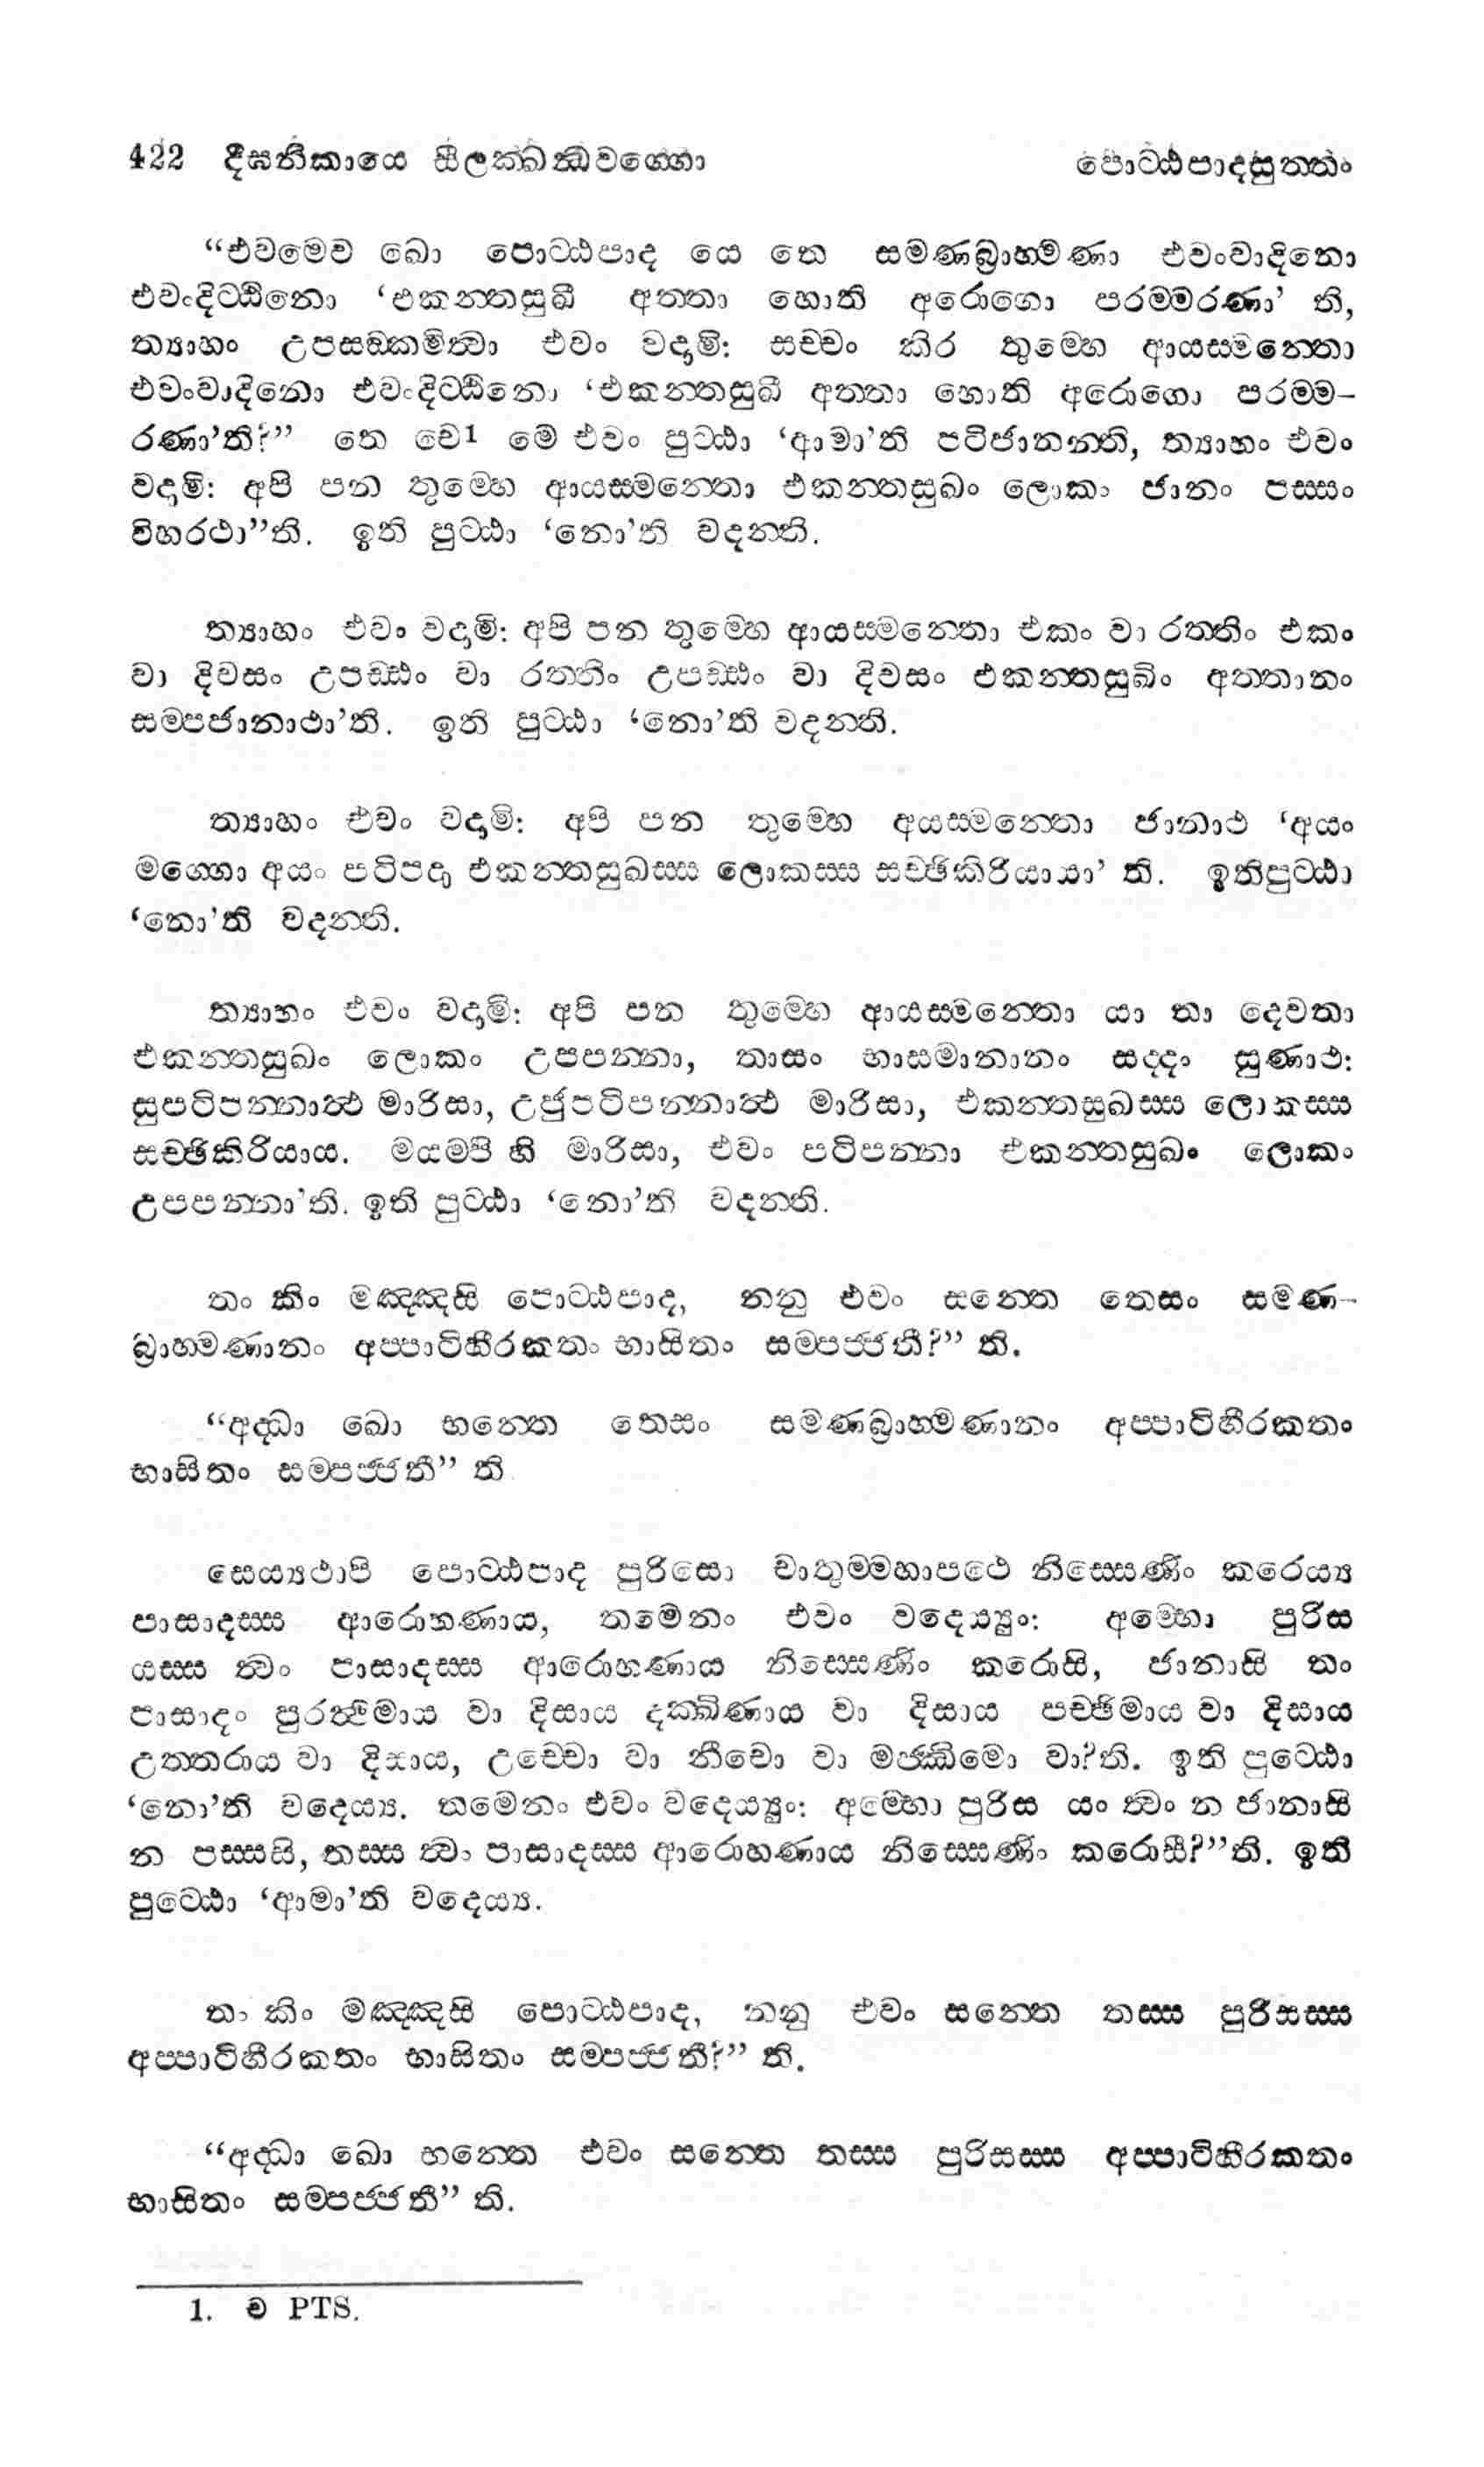 422 දීඝනිකායෙ සීලක්ඛන්ධවග්ගො පොට්ඨපාදසුත්තං
“එවමෙව ඛො පොට්ඨපාද යෙ තෙ සමණබ්‍රාහ්මණා එවංවාදිනො
එවංදිට්ඨිනො ‘එකන්තසුඛී අත්තා හොති අරොගො පරම්මරණා’ ති,
ත්‍යාහං උපසඞ්කමිත්‍වා එවං වදාමි: සච්චං කිර තුම්හෙ ආයස්මන්තො
එවංවාදිනො එවංදිට්ඨිනො ‘එකන්තසුඛී අත්තා හොති අරොගො පරම්ම-
රණා’ති?” තෙ චෙ1 මෙ එවං පුට්ඨා ‘ආමා’ති පටිජානන්ති, ත්‍යාහං එවං
වදාමි: අපි පන තුම්හෙ ආයස්මන්තො එකන්තසුඛං ලොකං ජානං පස්සං
විහරථා”ති. ඉති පුට්ඨා ‘නො’ති වදන්ති.
ත්‍යාහං එවං වදාමි: අපි පන තුම්හෙ ආයස්මන්තො එකං වා රත්තිං එකං
වා දිවසං උපඩ්ඪං වා රත්තිං උපඩ්ඪං වා දිවසං එකන්තසුඛිං අත්තානං
සම්පජානාථා’ති. ඉති පුට්ඨා ‘නො’ති වදන්ති.
ත්‍යාහං එවං වදාමි: අපි පන තුම්හෙ අයස්මන්තො ජානාථ ‘අයං
මග්ගො අයං පටිපදා එකන්තසුඛස්ස ලොකස්ස සච්ඡිකිරියායා’ ති. ඉතිපුට්ඨා
‘නො’ති වදන්ති.
ත්‍යාහං එවං වදාමි: අපි පන තුම්හෙ ආයස්මන්තො යා තා දෙවතා
එකන්තසුඛං ලොකං උපපන්නා, තාසං භාසමානානං සද්දං සුණාථ:
සුපටිපන්නාත්‍ථ මාරිසා, උජුපටිපන්නාත්‍ථ මාරිසා, එකන්තසුඛස්ස ලොකස්ස
සච්ඡිකිරියාය. මයම්පි හි මාරිසා, එවං පටිපන්නා එකන්තසුඛං ලොකං
උපපන්නා’ති. ඉති පුට්ඨා ‘නො’ති වදන්ති.
තං කිං මඤ්ඤසි පොට්ඨපාද, නනු එවං සන්තෙ තෙසං සමණ-
බ්‍රාහ්මණානං අප්පාටිහීරකතං භාසිතං සම්පජ්ජතී?” ති.
“අද්ධා ඛො භන්තෙ තෙසං සමණබ්‍රාහ්මණානං අප්පාටිහීරකතං
භාසිතං සම්පජ්ජතී” ති
සෙය්‍යථාපි පොට්ඨපාද පුරිසො චාතුම්මහාපථෙ නිස්සෙණිං කරෙය්‍ය
පාසාදස්ස ආරොහණාය, තමෙනං එවං වදෙය්‍යුං: අම්භො පුරිස
යස්ස ත්‍වං පාසාදස්ස ආරොහණාය නිස්සෙණිං කරොසි, ජානාසි තං
පාසාදං පුරත්‍ථිමාය වා දිසාය දක්ඛිණාය වා දිසාය පච්ඡිමාය වා දිසාය
උත්තරාය වා දිසාය, උච්චො වා නීචො වා මජ්ඣිමො වා?ති. ඉති පුට්ඨො
‘නො’ති වදෙය්‍ය. තමෙනං එවං වදෙය්‍යුං: අම්භො පුරිස යං ත්‍වං න ජානාසි
න පස්සසි, තස්ස ත්‍වං පාසාදස්ස ආරොහණාය නිස්සෙණිං කරොසී?”ති. ඉති
පුට්ඨො ‘ආමා’ති වදෙය්‍ය.
තං කිං මඤ්ඤසි පොට්ඨපාද, නනු එවං සන්තෙ තස්ස පුරිසස්ස
අප්පාටිහීරකතං භාසිතං සම්පජ්ජතී?” ති.
“අද්ධා ඛො භන්තෙ එවං සන්තෙ තස්ස පුරිසස්ස අප්පාටිහීරකතං
භාසිතං සම්පජ්ජතී” ති.
1. ච PTS.